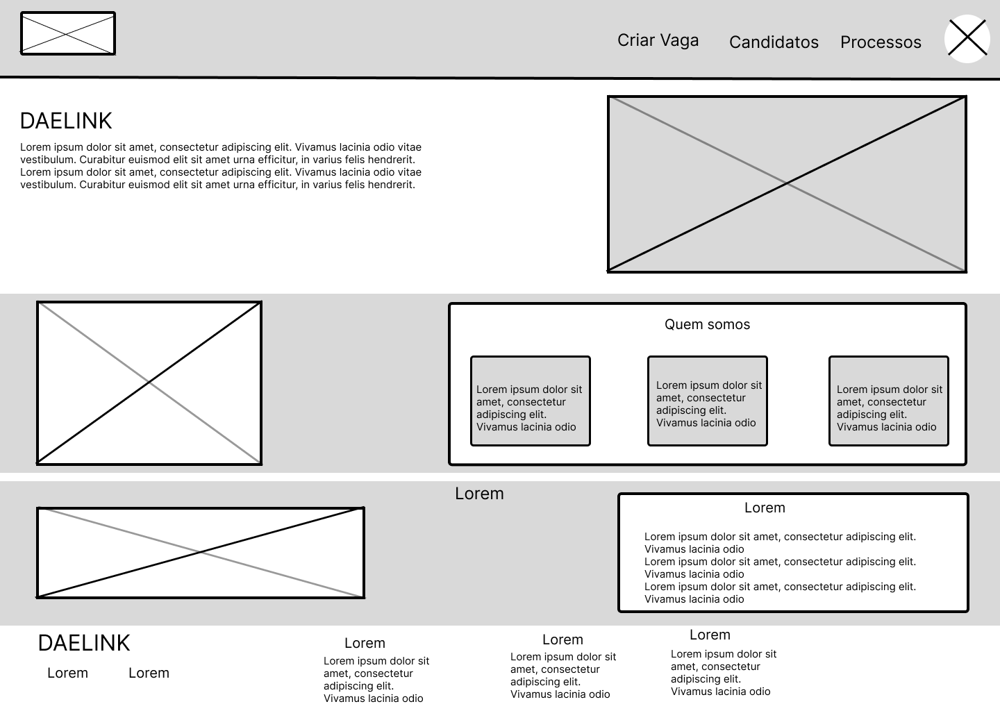 Criar Vaga
Candidatos
Processos
DAELINK
Lorem ipsum dolor sit amet, consectetur adipiscing elit. Vivamus lacinia odio vitae
vestibulum. Curabitur euismod elit sit amet urna efficitur, in varius felis hendrerit.
Lorem ipsum dolor sit amet, consectetur adipiscing elit. Vivamus lacinia odio vitae
vestibulum. Curabitur euismod elit sit amet urna efficitur, in varius felis hendrerit.
Quem somos
Lorem ipsum dolor sit
amet, consectetur
adipiscing elit.
Vivamus lacinia odio
Lorem ipsum dolor sit
amet, consectetur
adipiscing elit.
Vivamus lacinia odio
Lorem ipsum dolor sit
amet, consectetur
adipiscing elit.
Vivamus lacinia odio
Lorem
Lorem
Lorem ipsum dolor sit amet, consectetur adipiscing elit.
Vivamus lacinia odio
Lorem ipsum dolor sit amet, consectetur adipiscing elit.
Vivamus lacinia odio
Lorem ipsum dolor sit amet, consectetur adipiscing elit.
Vivamus lacinia odio
DAELINK
Lorem
Lorem
Lorem
Lorem ipsum dolor sit
amet, consectetur
adipiscing elit.
Vivamus lacinia odio
Lorem
Lorem ipsum dolor sit
amet, consectetur
adipiscing elit.
Vivamus lacinia odio
Lorem
Lorem ipsum dolor sit
amet, consectetur
adipiscing elit.
Vivamus lacinia odio